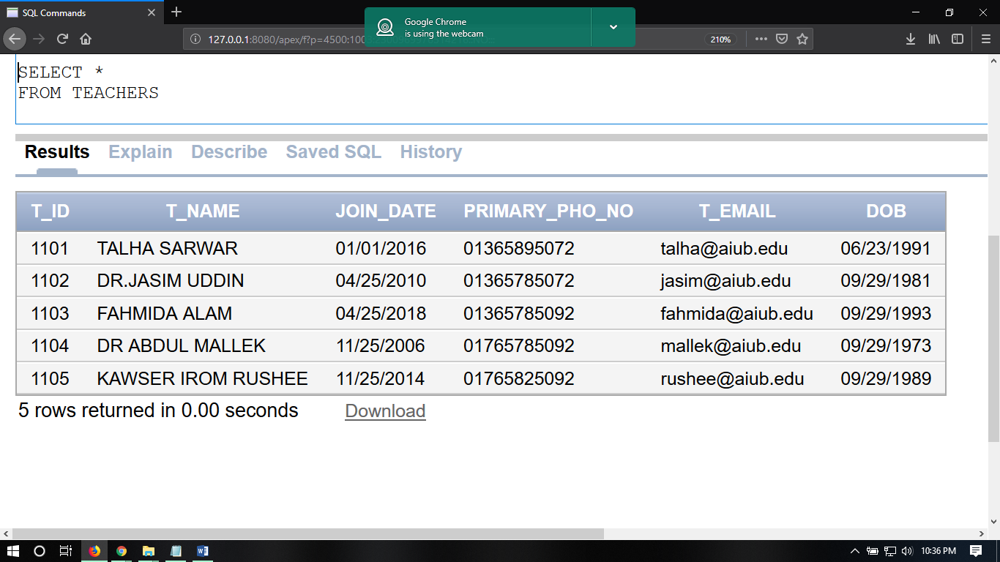 SQL Commands
Google Chrome
is using the webcam
127.0.0.1:8080/apex/f?p=4500:100
210%
SELECT *
FROM TEACHERS
Results Explain Describe Saved SQL History
T_ID T_NAME JOIN_DATE PRIMARY_PHO_NO T_EMAIL DOB
1101 TALHA SARWAR 01/01/2016 01365895072 talha@aiub.edu 06/23/1991
1102 DR.JASIM UDDIN 04/25/2010 01365785072 jasim@aiub.edu 09/29/1981
1103 FAHMIDA ALAM 04/25/2018 01365785092 fahmida@aiub.edu 09/29/1993
1104 DR ABDUL MALLEK 11/25/2006 01765785092 mallek@aiub.edu 09/29/1973
1105 KAWSER IROM RUSHEE 11/25/2014 01765825092 rushee@aiub.edu 09/29/1989
5 rows returned in 0.00 seconds Download
10:36 PM